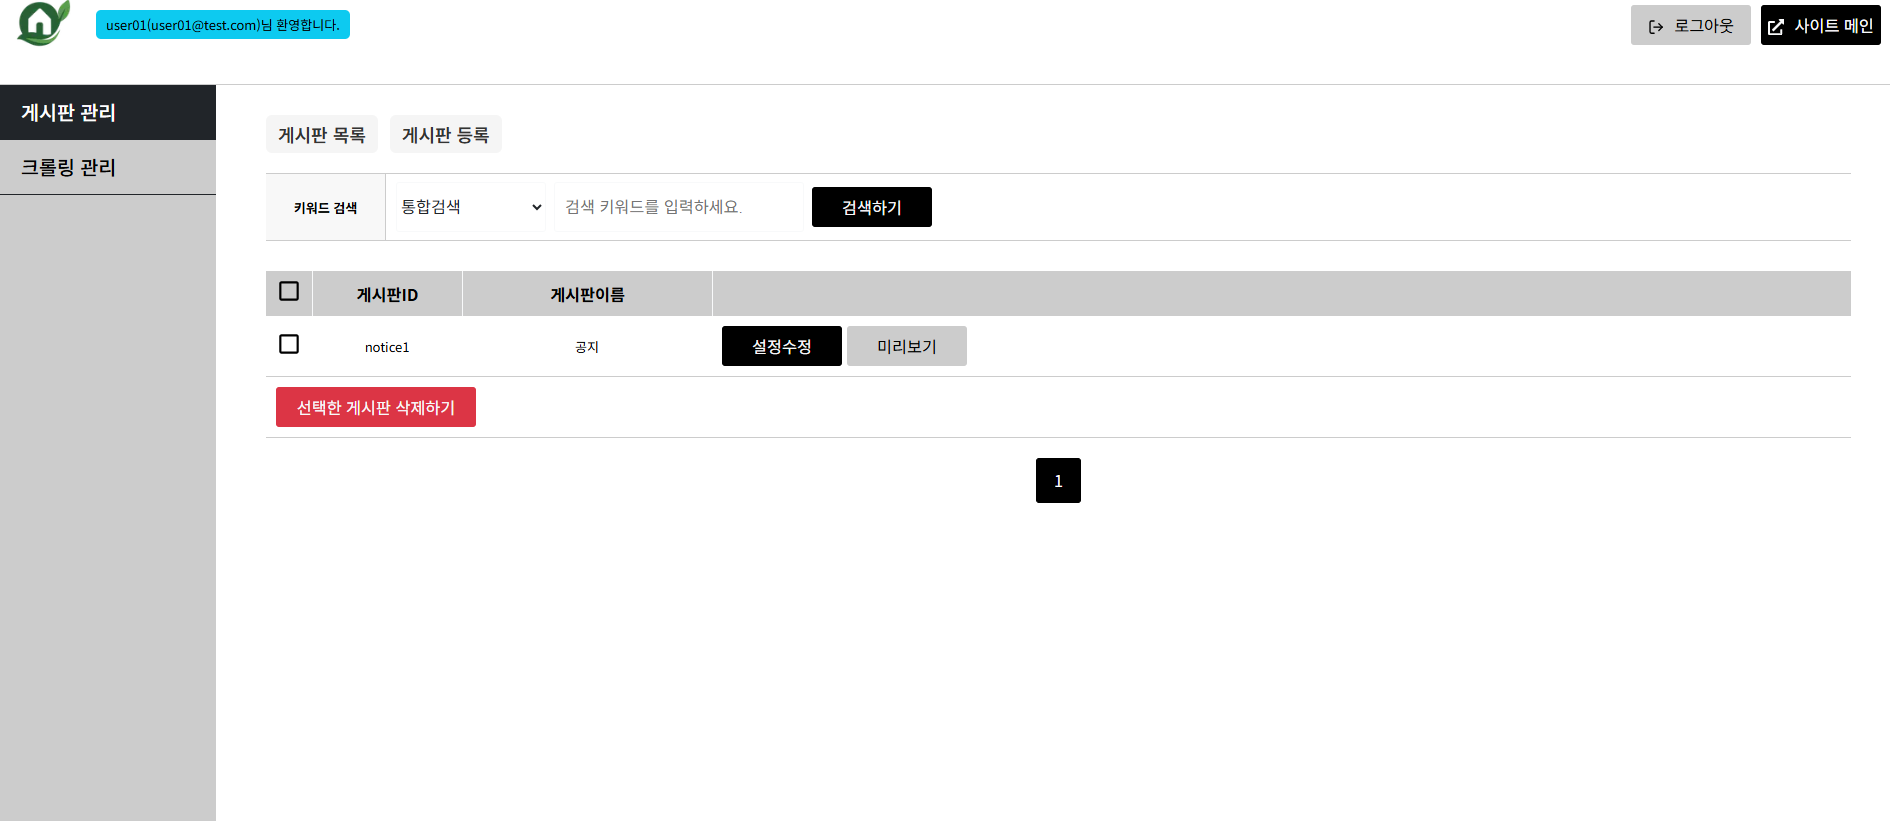 user01(user01@test.com)님 환영합니다.
로그아웃
사이트 메인
게시판 관리
크롤링 관리
게시판 목록
게시판 등록
키워드 검색
통합검색
검색 키워드를 입력하세요.
검색하기
게시판ID
게시판이름
notice1
공지
설정수정
미리보기
선택한 게시판 삭제하기
1